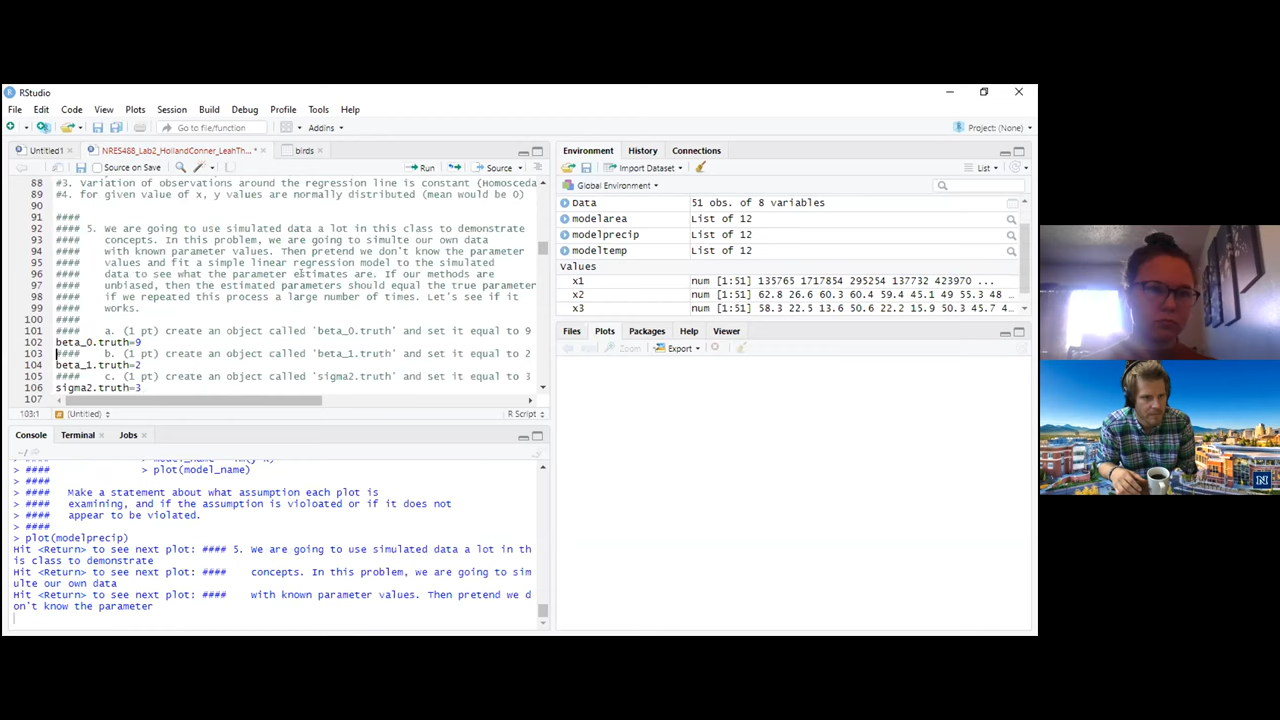 RStudio
File Edit Code View Plots Session Build Debug Profile Tools Help
Go to file/function
Addins
Project: (None)
Untitled1
NRES488_Lab2_HollandConner_LeahTh...*
birds
Source on Save
Run
Source
88 #3. Variation of observations around the regression line is constant (Homosceda
89 #4. for given value of x, y values are normally distributed (mean would be 0)
90
91 ####
92 #### 5. we are going to use simulated data a lot in this class to demonstrate
93 #### concepts. In this problem, we are going to simulte our own data
94 #### with known parameter values. Then pretend we don't know the parameter
95 #### values and fit a simple linear regression model to the simulated
96 #### data to see what the parameter estimates are. If our methods are
97 #### unbiased, then the estimated parameters should equal the true parameter
98 #### if we repeated this process a large number of times. Let's see if it
99 #### works.
100 ####
101 #### a. (1 pt) create an object called `beta_0.truth' and set it equal to 9
102 beta_0.truth=9
103 #### b. (1 pt) create an object called `beta_1.truth' and set it equal to 2
104 beta_1.truth=2
105 #### c. (1 pt) create an object called `sigma2.truth' and set it equal to 3
106 sigma2.truth=3
107
103:1
(Untitled)
R Script
Console Terminal Jobs
~/
> #### > plot(model_name)
> ####
> #### Make a statement about what assumption each plot is
> #### examining, and if the assumption is violoated or if it does not
> #### appear to be violated.
> ####
> plot(modelprecip)
Hit <Return> to see next plot: #### 5. We are going to use simulated data a lot in th
is class to demonstrate
Hit <Return> to see next plot: #### concepts. In this problem, we are going to sim
ulte our own data
Hit <Return> to see next plot: #### with known parameter values. Then pretend we d
on't know the parameter
Environment History Connections
Import Dataset
List
Global Environment
Data 51 obs. of 8 variables
modelarea List of 12
modelprecip List of 12
modeltemp List of 12
Values
x1 num [1:51] 135765 1717854 295254 137732 423970 ...
x2 num [1:51] 62.8 26.6 60.3 60.4 59.4 45.1 49 55.3 48 ...
x3 num [1:51] 58.3 22.5 13.6 50.6 22.2 15.9 50.3 45.7 4...
Files Plots Packages Help Viewer
Zoom
Export
N